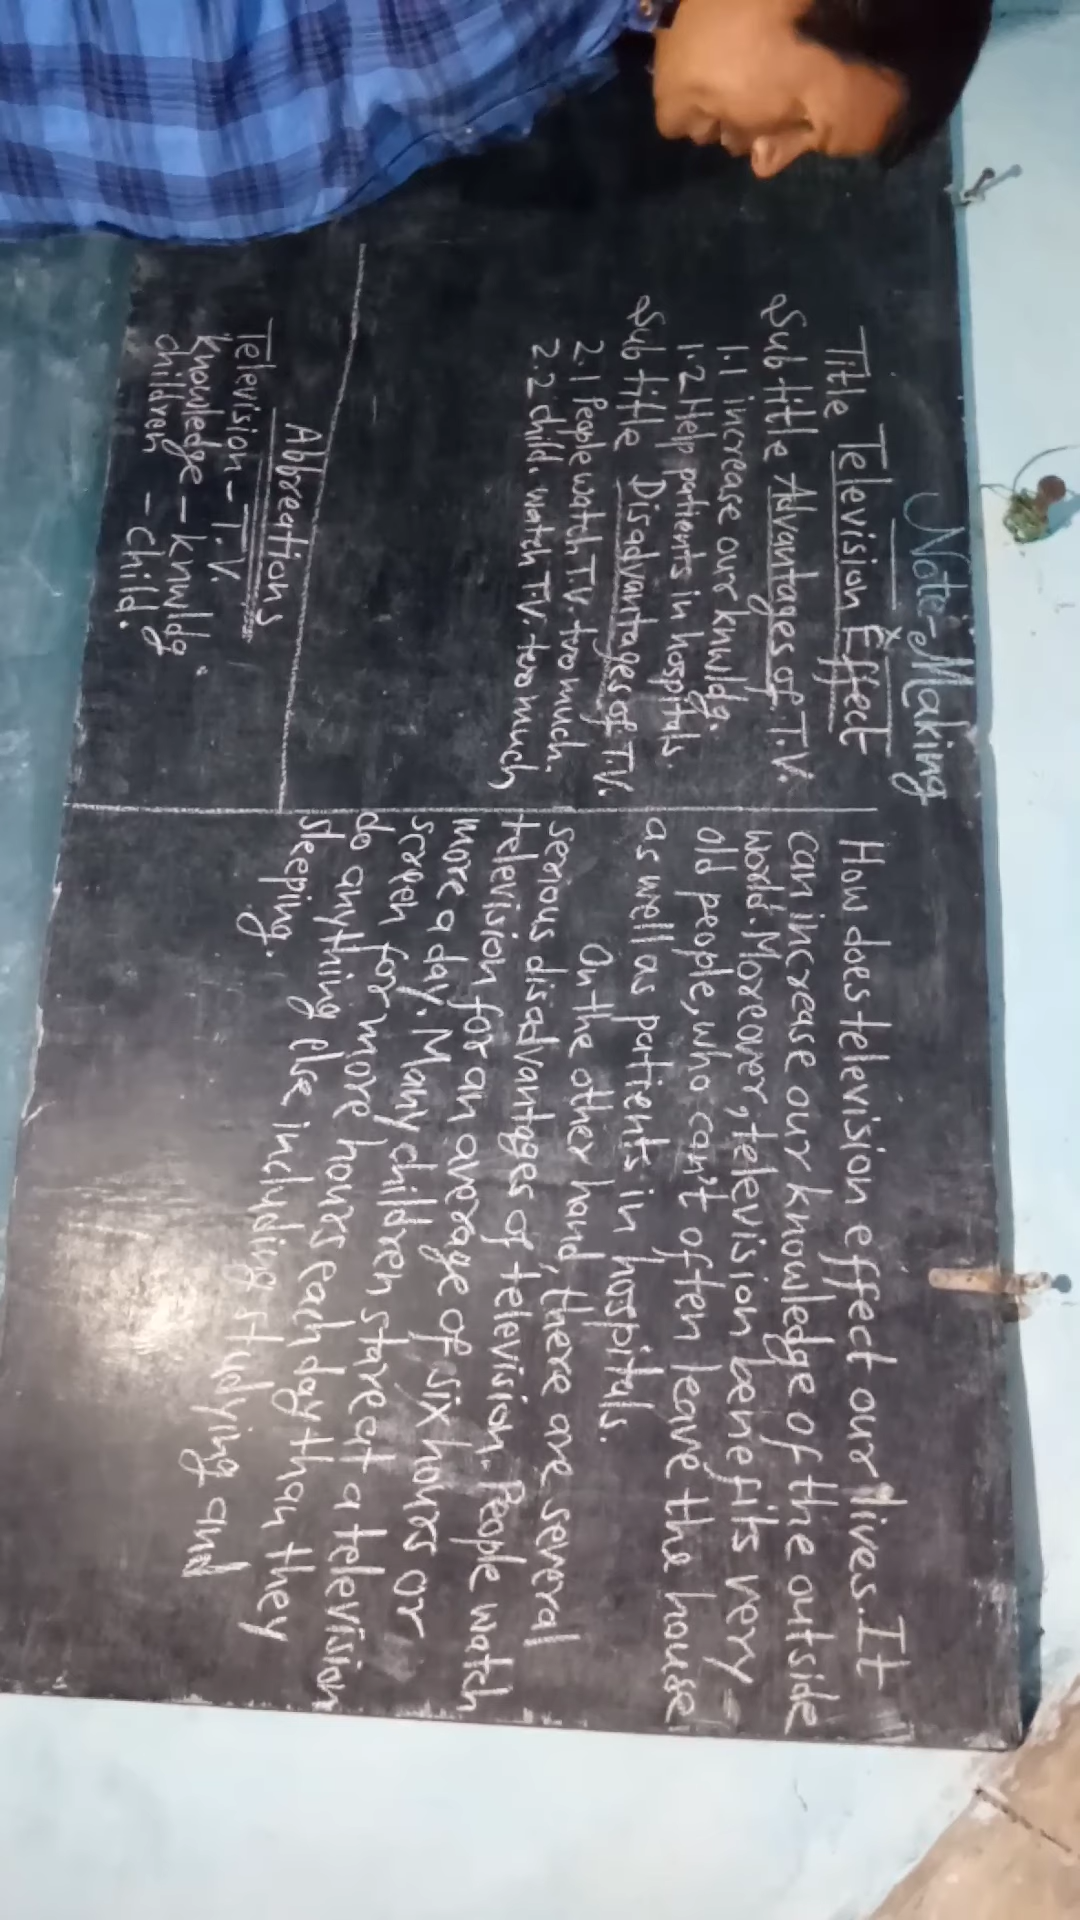 Note-Making
Title Television Effect
Sub title Advantages of T.V.
1.1 increase our knwldg.
1.2 Help patients in hospitals
Sub title Disadvantages of T.V.
2.1 People watch T.V. too much.
2.2 child. watch T.V. too much
Abbreations
Television - T.V.
knowledge - knwldg
children - child.
How does television effect our lives. It
can increase our knowledge of the outside
world. Moreover, television benefits very
old people, who can't often leave the house
as well as patients in hospitals.
On the other hand, there are several
serious disadvantages of television. People watch
television for an average of six hours or
more a day. Many children stare at a television
screen for more hours each day than they
do anything else including studying and
sleeping.